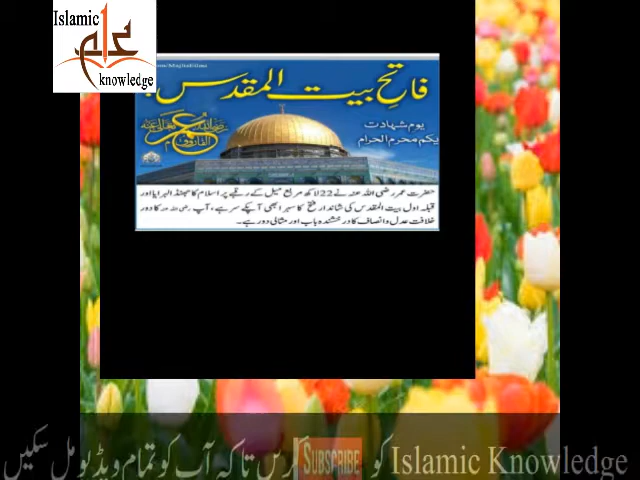 Islamic
علم
knowledge
فاتح بیت المقدس
عمر
الفاروق
یوم شہادت
یکم محرم الحرام
حضرت عمر رضی اللہ عنہ نے 22 لاکھ مربع میل کے رقبے پر اسلام کا جھنڈا لہرایا اور
قبلہ اول بیت المقدس کی شاندار فتح کا سہرا بھی آپکے سر ہے، آپ رضی اللہ عنہ کا دور
خلافت عدل و انصاف کا درخشندہ باب اور مثالی دور ہے۔
Islamic Knowledge کو SUBSCRIBE کریں تاکہ آپ کو تمام ویڈیو مل سکیں